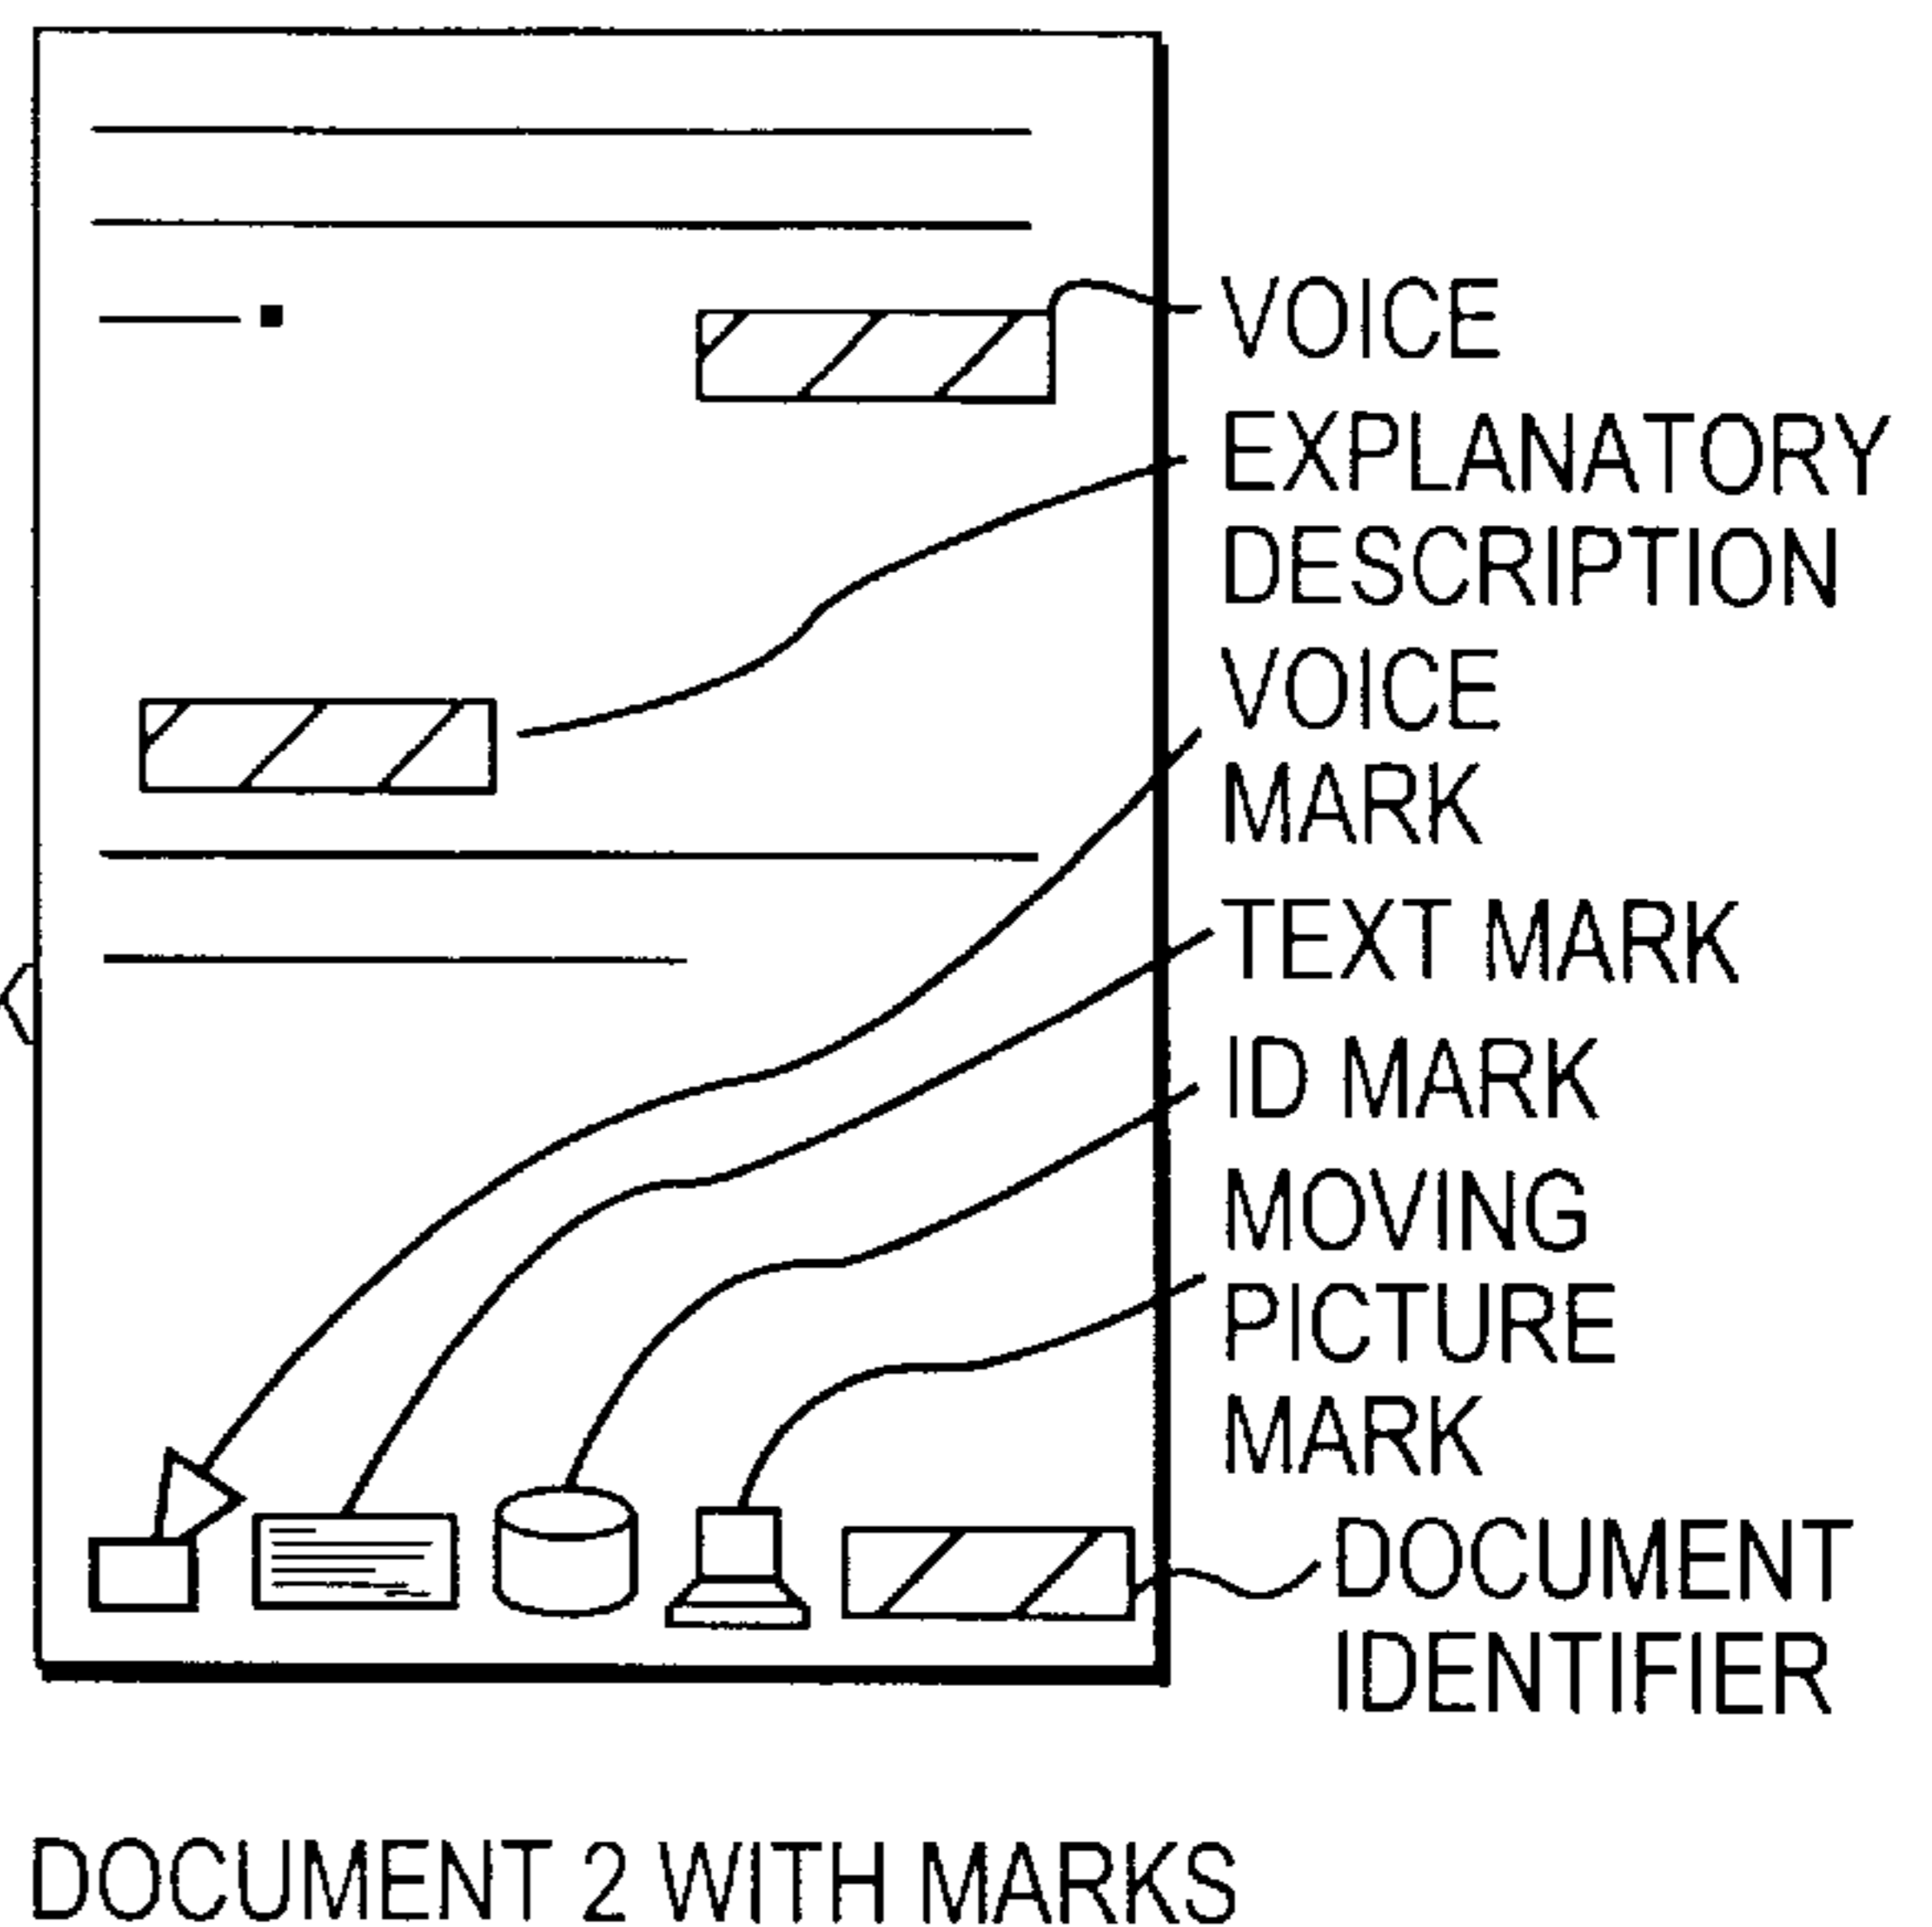 VOICE
EXPLANATORY
DESCRIPTION
VOICE
MARK
TEXT MARK
ID MARK
MOVING
PICTURE
MARK
DOCUMENT
IDENTIFIER
DOCUMENT 2 WITH MARKS